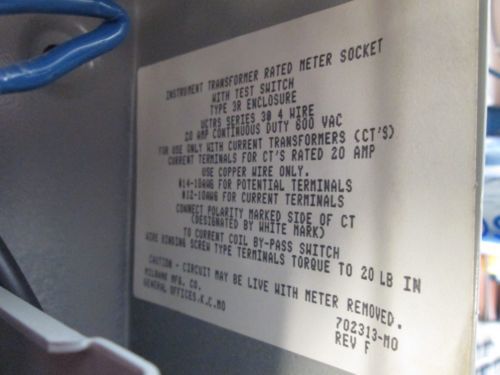 INSTRUMENT TRANSFORMER RATED METER SOCKET
WITH TEST SWITCH
TYPE 3R ENCLOSURE
UCTRS SERIES 30 4 WIRE
20 AMP CONTINUOUS DUTY 600 VAC
FOR USE ONLY WITH CURRENT TRANSFORMERS (CT'S)
CURRENT TERMINALS FOR CT'S RATED 20 AMP
USE COPPER WIRE ONLY.
#14-10AWG FOR POTENTIAL TERMINALS
#12-10AWG FOR CURRENT TERMINALS
CONNECT POLARITY MARKED SIDE OF CT
(DESIGNATED BY WHITE MARK)
TO CURRENT COIL BY-PASS SWITCH
WIRE BINDING SCREW TYPE TERMINALS TORQUE TO 20 LB IN
CAUTION - CIRCUIT MAY BE LIVE WITH METER REMOVED.
MILBANK MFG. CO.
GENERAL OFFICES,K.C.MO
702313-MO
REV F